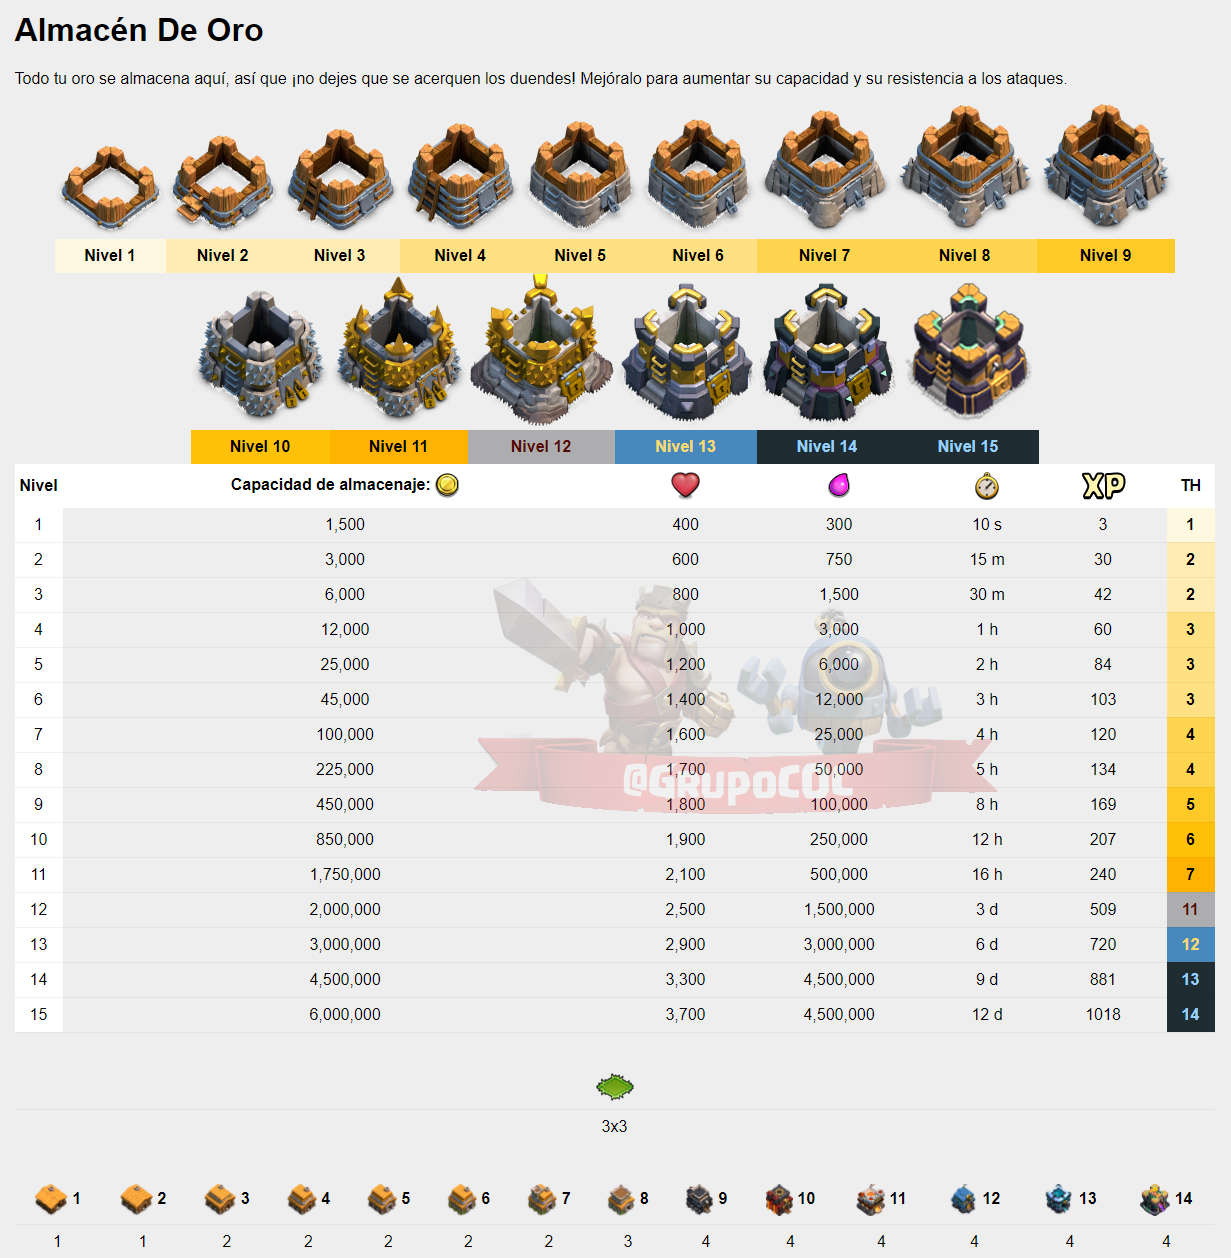 Almacén De Oro
Todo tu oro se almacena aquí, así que ¡no dejes que se acerquen los duendes! Mejóralo para aumentar su capacidad y su resistencia a los ataques.
Nivel 1 Nivel 2 Nivel 3 Nivel 4 Nivel 5 Nivel 6 Nivel 7 Nivel 8 Nivel 9
Nivel 10 Nivel 11 Nivel 12 Nivel 13 Nivel 14 Nivel 15
Nivel Capacidad de almacenaje: XP TH
1 1,500 400 300 10 s 3 1
2 3,000 600 750 15 m 30 2
3 6,000 800 1,500 30 m 42 2
4 12,000 1,000 3,000 1 h 60 3
5 25,000 1,200 6,000 2 h 84 3
6 45,000 1,400 12,000 3 h 103 3
7 100,000 1,600 25,000 4 h 120 4
8 225,000 1,700 50,000 5 h 134 4
@GRUPOCOC
9 450,000 1,800 100,000 8 h 169 5
10 850,000 1,900 250,000 12 h 207 6
11 1,750,000 2,100 500,000 16 h 240 7
12 2,000,000 2,500 1,500,000 3 d 509 11
13 3,000,000 2,900 3,000,000 6 d 720 12
14 4,500,000 3,300 4,500,000 9 d 881 13
15 6,000,000 3,700 4,500,000 12 d 1018 14
3x3
1 2 3 4 5 6 7 8 9 10 11 12 13 14
1 1 2 2 2 2 2 3 4 4 4 4 4 4